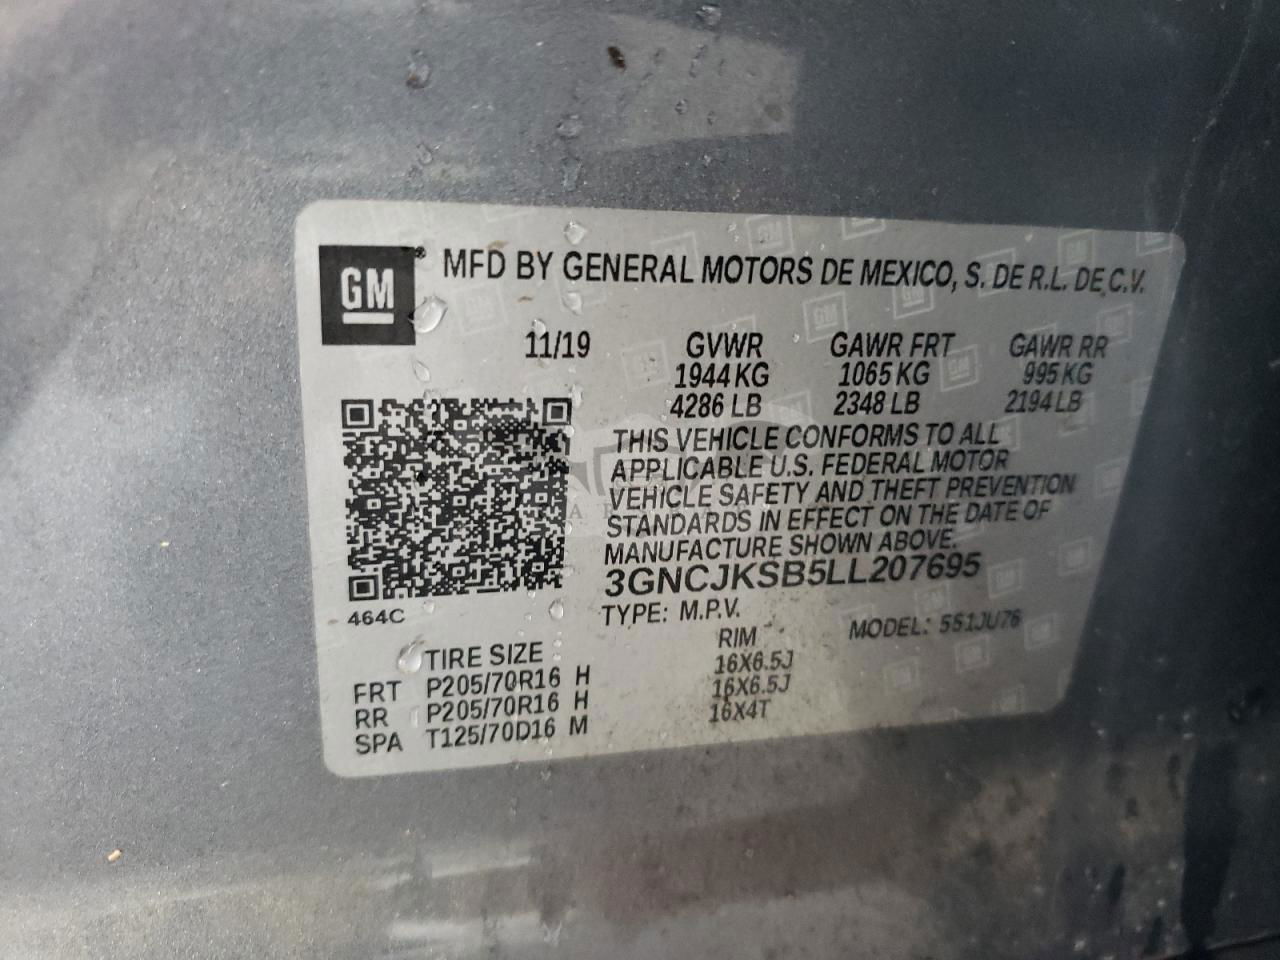 GM
MFD BY GENERAL MOTORS DE MEXICO, S. DE R.L. DE C.V.
11/19 GVWR GAWR FRT GAWR RR
1944 KG 1065 KG 995 KG
4286 LB 2348 LB 2194 LB
THIS VEHICLE CONFORMS TO ALL
APPLICABLE U.S. FEDERAL MOTOR
VEHICLE SAFETY AND THEFT PREVENTION
STANDARDS IN EFFECT ON THE DATE OF
MANUFACTURE SHOWN ABOVE.
3GNCJKSB5LL207695
464C
TYPE: M.P.V. MODEL: 5S1JU76
TIRE SIZE RIM
FRT P205/70R16 H 16X6.5J
RR P205/70R16 H 16X6.5J
SPA T125/70D16 M 16X4T